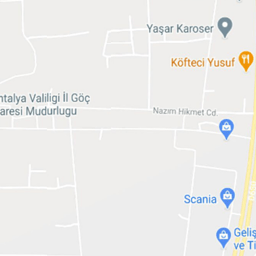 Yaşar Karoser
Köfteci Yusuf
ntalya Valiligi İl Göç
aresi Mudurlugu
Nazım Hikmet Cd
Scania
Geliş
ve Ti